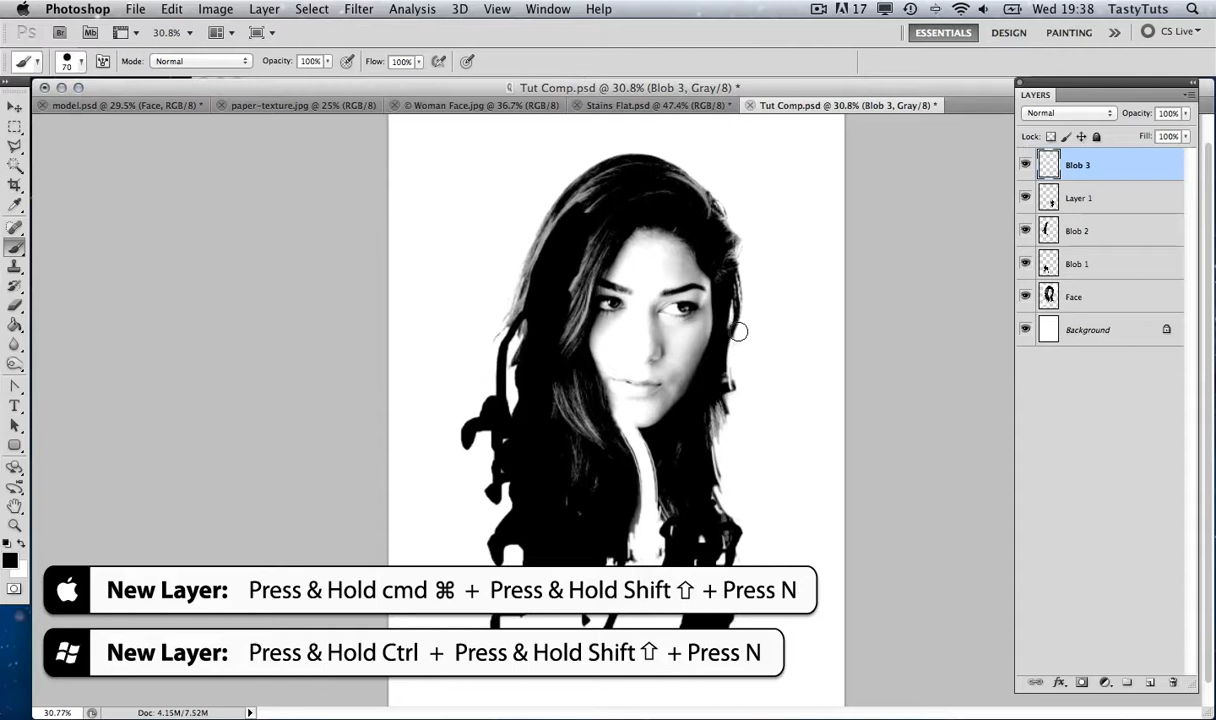 Photoshop File Edit Image Layer Select Filter Analysis 3D View Window Help 17 Wed 19:38 TastyTuts
Ps Br Mb 30.8% ESSENTIALS DESIGN PAINTING CS Live
70 Mode: Normal Opacity: 100% Flow: 100%
Tut Comp.psd @ 30.8% (Blob 3, Gray/8) *
model.psd @ 29.5% (Face, RGB/8) * paper-texture.jpg @ 25% (RGB/8) © Woman Face.jpg @ 36.7% (RGB/8) Stains Flat.psd @ 47.4% (RGB/8) * Tut Comp.psd @ 30.8% (Blob 3, Gray/8) *
LAYERS
Normal Opacity: 100%
Lock: Fill: 100%
Blob 3
Layer 1
Blob 2
Blob 1
Face
Background
New Layer: Press & Hold cmd ⌘ + Press & Hold Shift ⇧ + Press N
New Layer: Press & Hold Ctrl + Press & Hold Shift ⇧ + Press N
30.77% Doc: 4.15M/7.52M